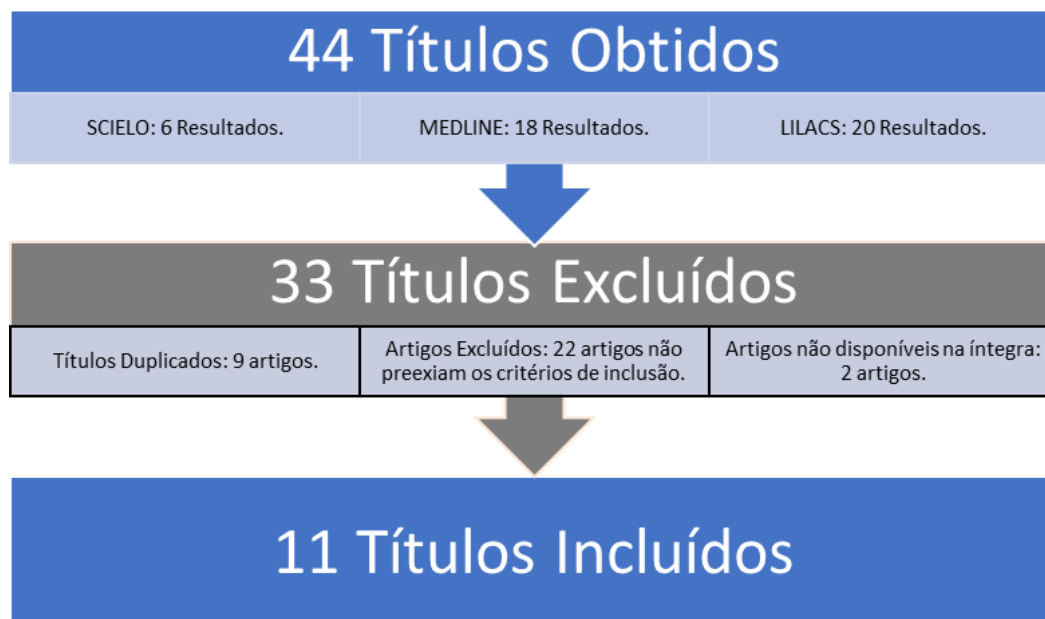 44 Títulos Obtidos
SCIELO: 6 Resultados.
MEDLINE: 18 Resultados.
LILACS: 20 Resultados.
33 Títulos Excluídos
Títulos Duplicados: 9 artigos.
Artigos Excluídos: 22 artigos não
preexiam os critérios de inclusão.
Artigos não disponíveis na íntegra:
2 artigos.
11 Títulos Incluídos